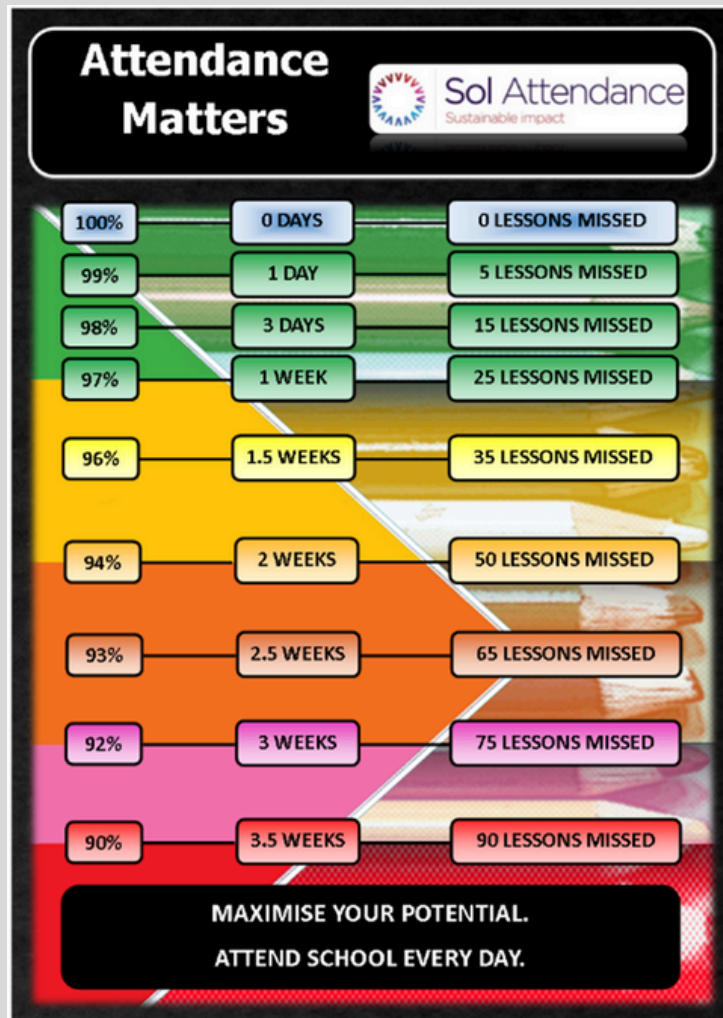 Attendance
Matters
Sol Attendance
Sustainable impact
100% 0 DAYS 0 LESSONS MISSED
99% 1 DAY 5 LESSONS MISSED
98% 3 DAYS 15 LESSONS MISSED
97% 1 WEEK 25 LESSONS MISSED
96% 1.5 WEEKS 35 LESSONS MISSED
94% 2 WEEKS 50 LESSONS MISSED
93% 2.5 WEEKS 65 LESSONS MISSED
92% 3 WEEKS 75 LESSONS MISSED
90% 3.5 WEEKS 90 LESSONS MISSED
MAXIMISE YOUR POTENTIAL.
ATTEND SCHOOL EVERY DAY.